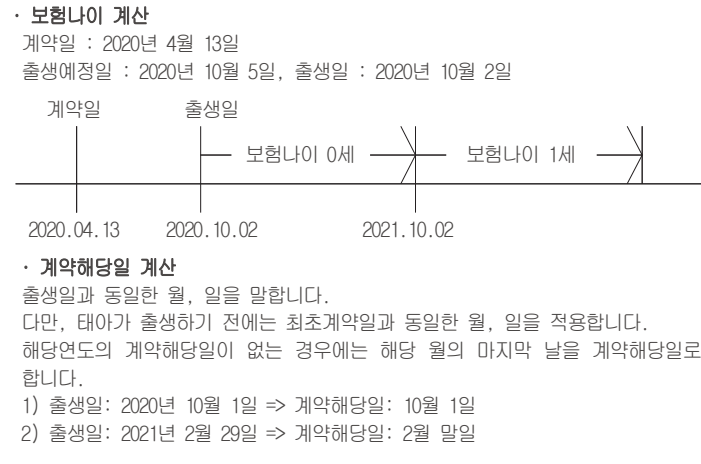 · 보험나이 계산
계약일 : 2020년 4월 13일
출생예정일 : 2020년 10월 5일, 출생일 : 2020년 10월 2일
계약일 출생일
보험나이 0세 보험나이 1세
2020.04.13 2020.10.02 2021.10.02
· 계약해당일 계산
출생일과 동일한 월, 일을 말합니다.
다만, 태아가 출생하기 전에는 최초계약일과 동일한 월, 일을 적용합니다.
해당연도의 계약해당일이 없는 경우에는 해당 월의 마지막 날을 계약해당일로
합니다.
1) 출생일: 2020년 10월 1일 => 계약해당일: 10월 1일
2) 출생일: 2021년 2월 29일 => 계약해당일: 2월 말일